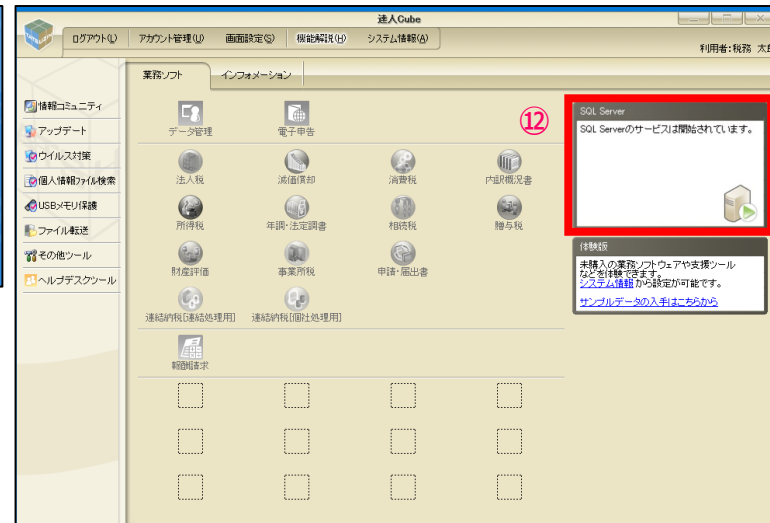 達人Cube
ログアウト(L) アカウント管理(U) 画面設定(S) 機能解説(H) システム情報(A)
利用者:税務 太
業務ソフト インフォメーション
情報コミュニティ
アップデート
ウイルス対策
個人情報ファイル検索
USBメモリ保護
ファイル転送
その他ツール
ヘルプデスクツール
データ管理 電子申告
法人税 減価償却 消費税 内訳概況書
所得税 年調・法定調書 相続税 贈与税
財産評価 事業所税 申請・届出書
連結納税[連結処理用] 連結納税[個社処理用]
報酬請求
⑫
SQL Server
SQL Serverのサービスは開始されています。
体験版
未購入の業務ソフトウェアや支援ツール
などを体験できます。
システム情報 から設定が可能です。
サンプルデータの入手はこちらから